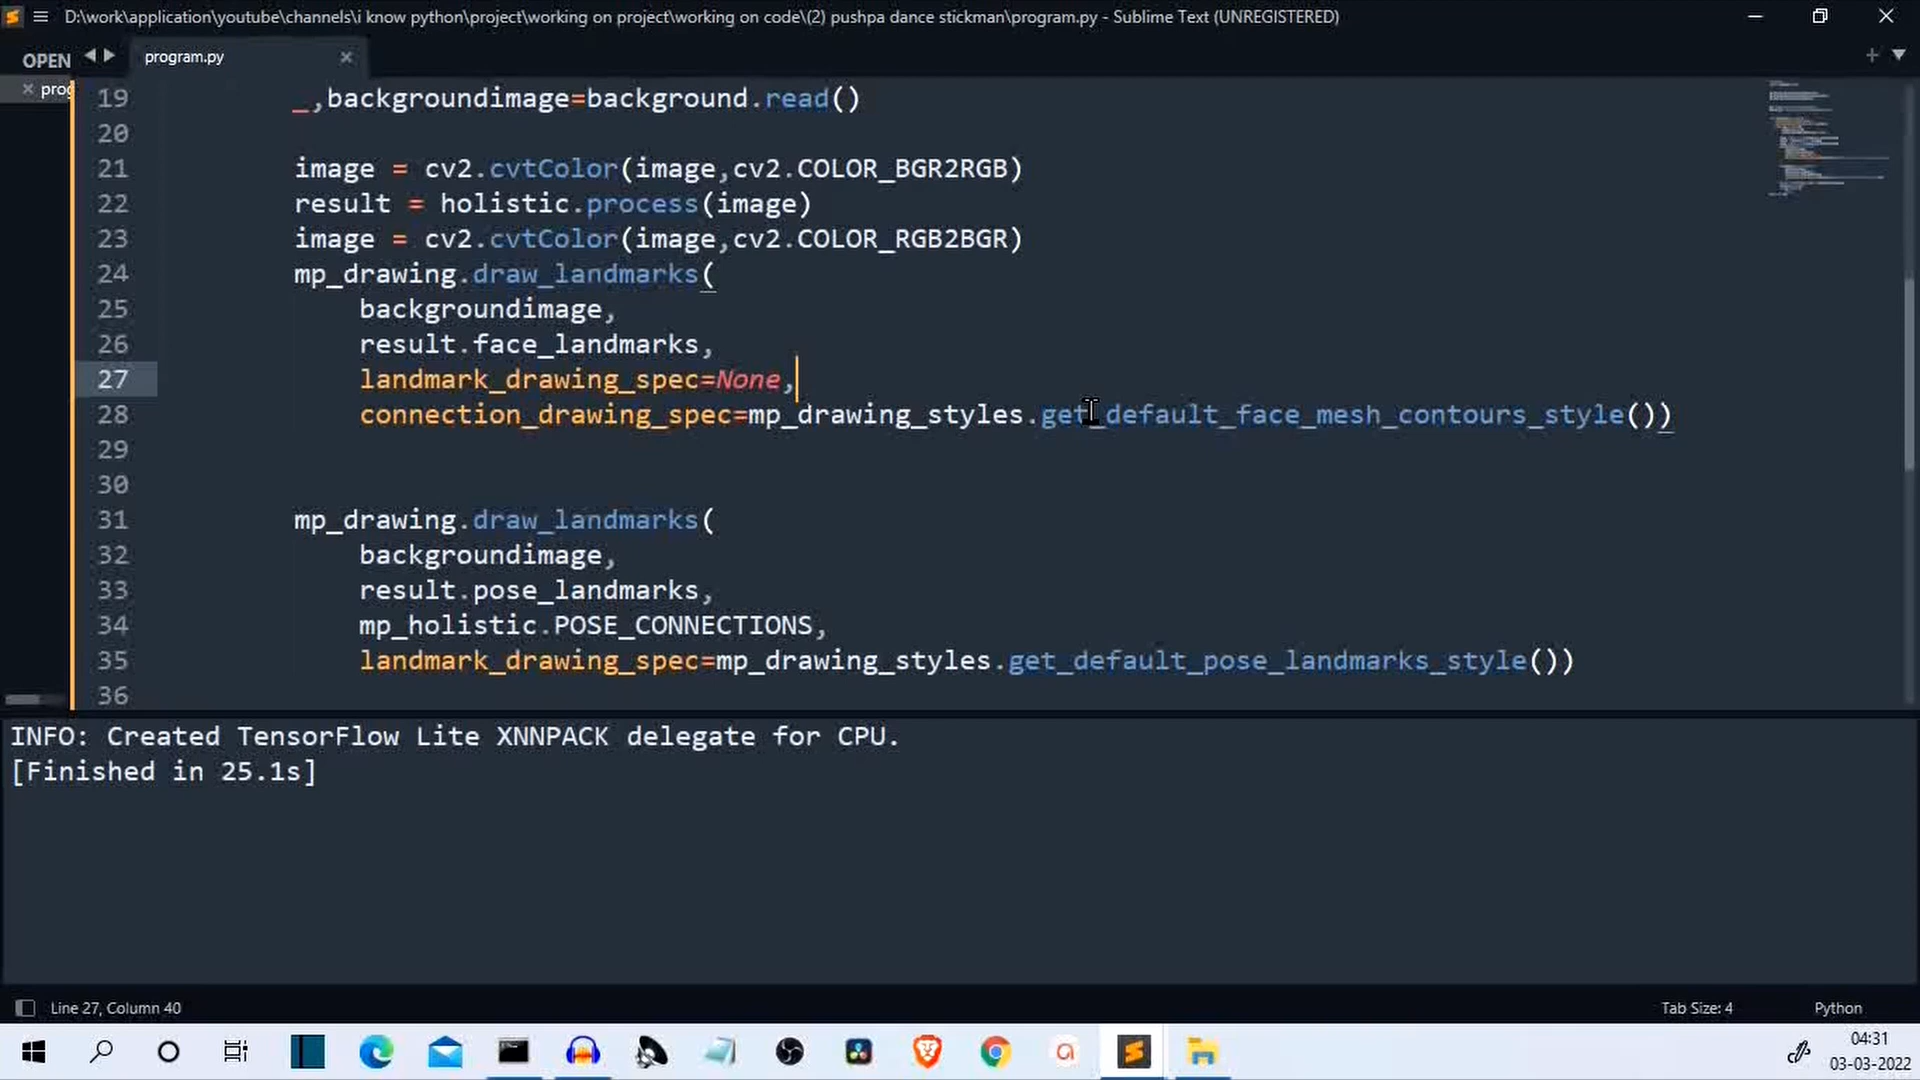 D:\work\application\youtube\channels\i know python\project\working on project\working on code\(2) pushpa dance stickman\program.py - Sublime Text (UNREGISTERED)
OPEN
program.py
prog
19 _,backgroundimage=background.read()
20
21 image = cv2.cvtColor(image,cv2.COLOR_BGR2RGB)
22 result = holistic.process(image)
23 image = cv2.cvtColor(image,cv2.COLOR_RGB2BGR)
24 mp_drawing.draw_landmarks(
25 backgroundimage,
26 result.face_landmarks,
27 landmark_drawing_spec=None,
28 connection_drawing_spec=mp_drawing_styles.get_default_face_mesh_contours_style())
29
30
31 mp_drawing.draw_landmarks(
32 backgroundimage,
33 result.pose_landmarks,
34 mp_holistic.POSE_CONNECTIONS,
35 landmark_drawing_spec=mp_drawing_styles.get_default_pose_landmarks_style())
36
INFO: Created TensorFlow Lite XNNPACK delegate for CPU.
[Finished in 25.1s]
Line 27, Column 40
Tab Size: 4
Python
04:31
03-03-2022